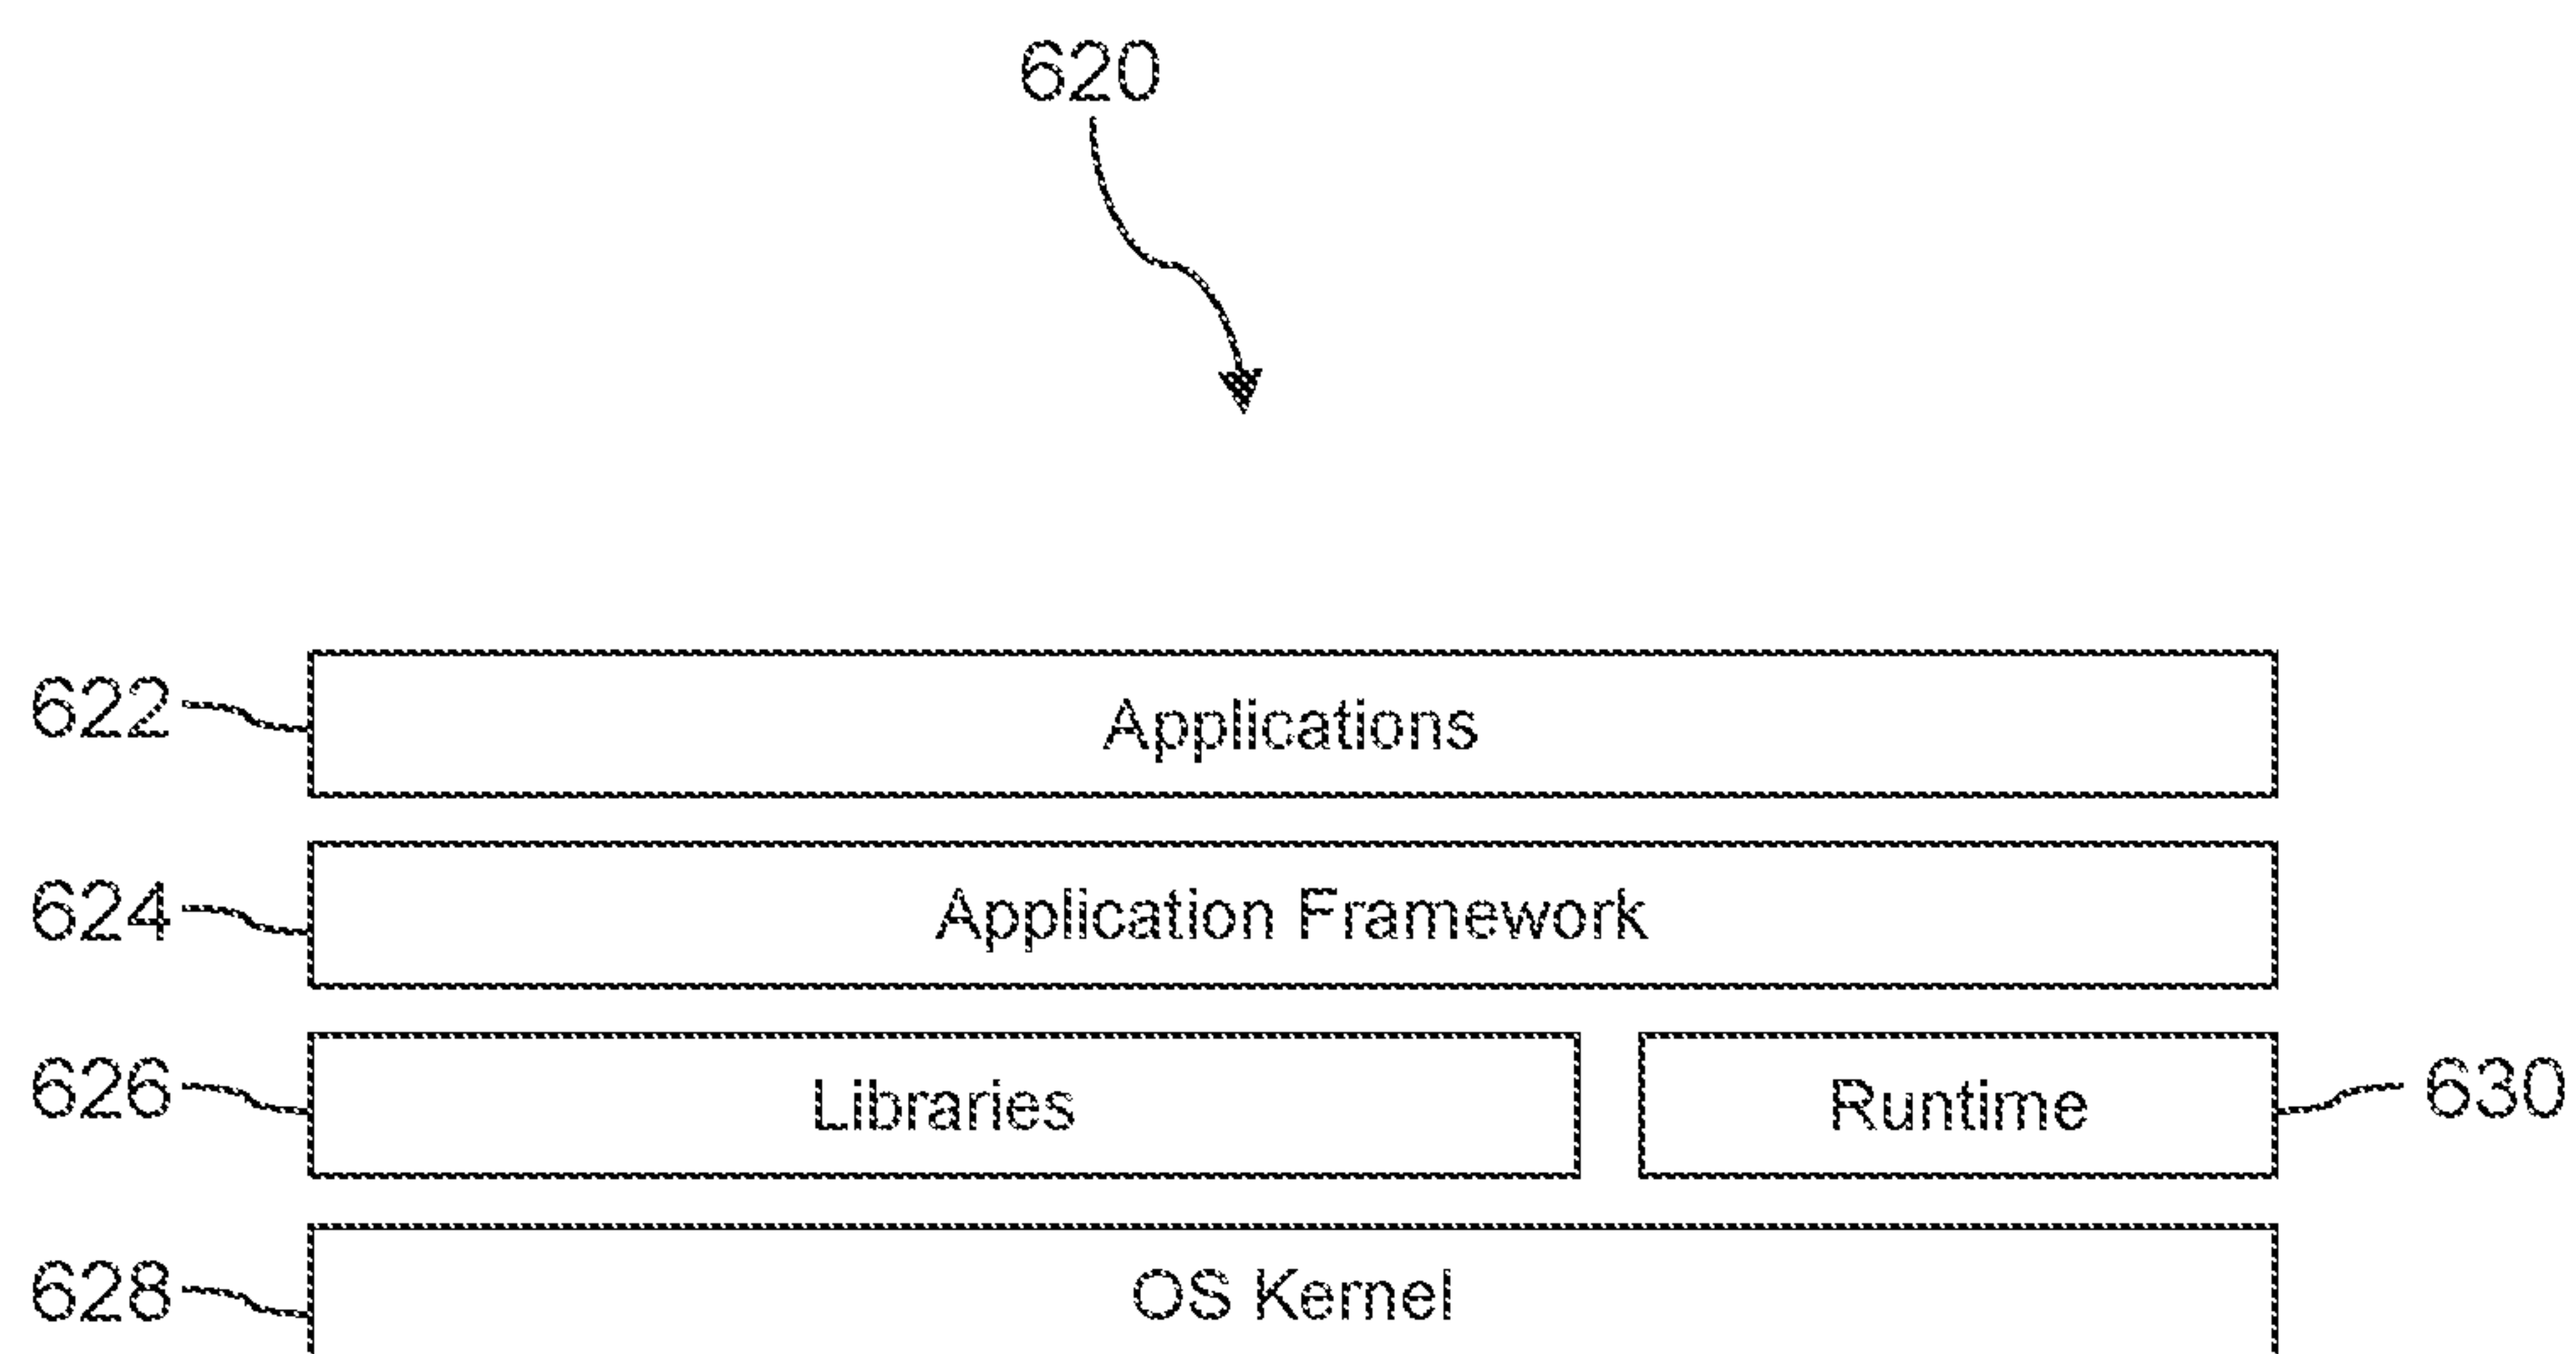 620
622 Applications
624 Application Framework
626 Libraries Runtime 630
628 OS Kernel